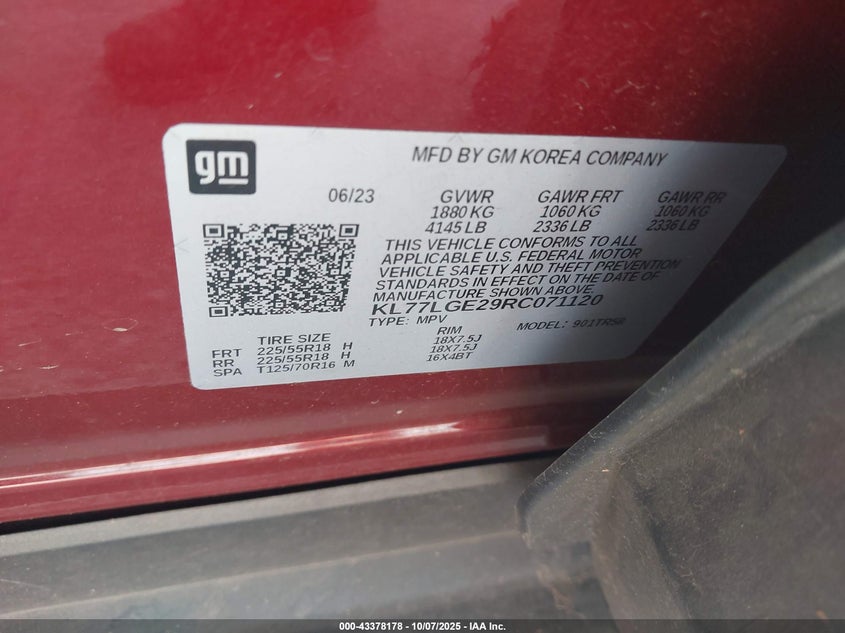 gm
MFD BY GM KOREA COMPANY
06/23 GVWR GAWR FRT GAWR RR
1880 KG 1060 KG 1060 KG
4145 LB 2336 LB 2336 LB
THIS VEHICLE CONFORMS TO ALL
APPLICABLE U.S. FEDERAL MOTOR
VEHICLE SAFETY AND THEFT PREVENTION
STANDARDS IN EFFECT ON THE DATE OF
MANUFACTURE SHOWN ABOVE.
KL77LGE29RC071120
TYPE: MPV MODEL: 901TR58
TIRE SIZE RIM
FRT 225/55R18 H 18X7.5J
RR 225/55R18 H 18X7.5J
SPA T125/70R16 M 16X4BT
000-43378178 - 10/07/2025 - IAA Inc.